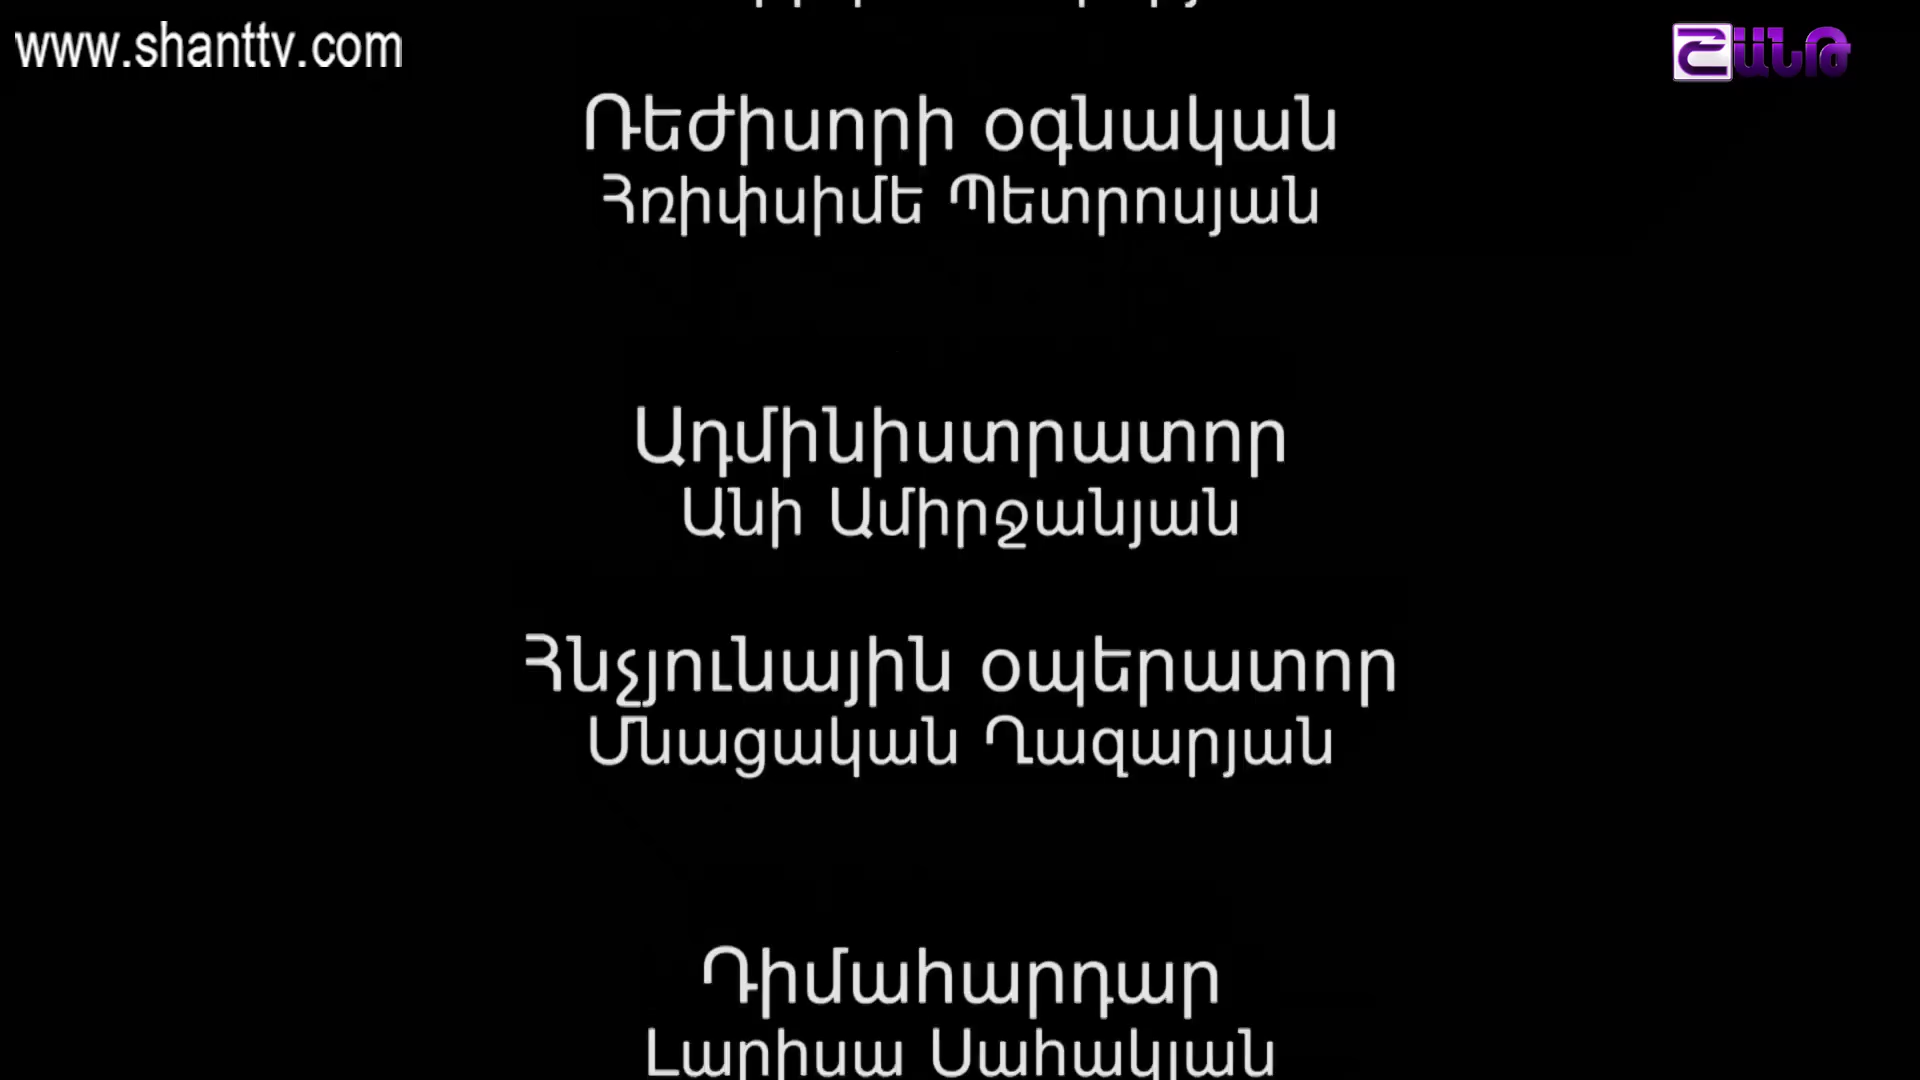 www.shanttv.com
ՇԱՆԹ
Ռեժիսորի օգնական
Հռիփսիմե Պետրոսյան
Ադմինիստրատոր
Անի Ամիրջանյան
Հնչյունային օպերատոր
Մնացական Ղազարյան
Դիմահարդար
Լարիսա Սահակյան